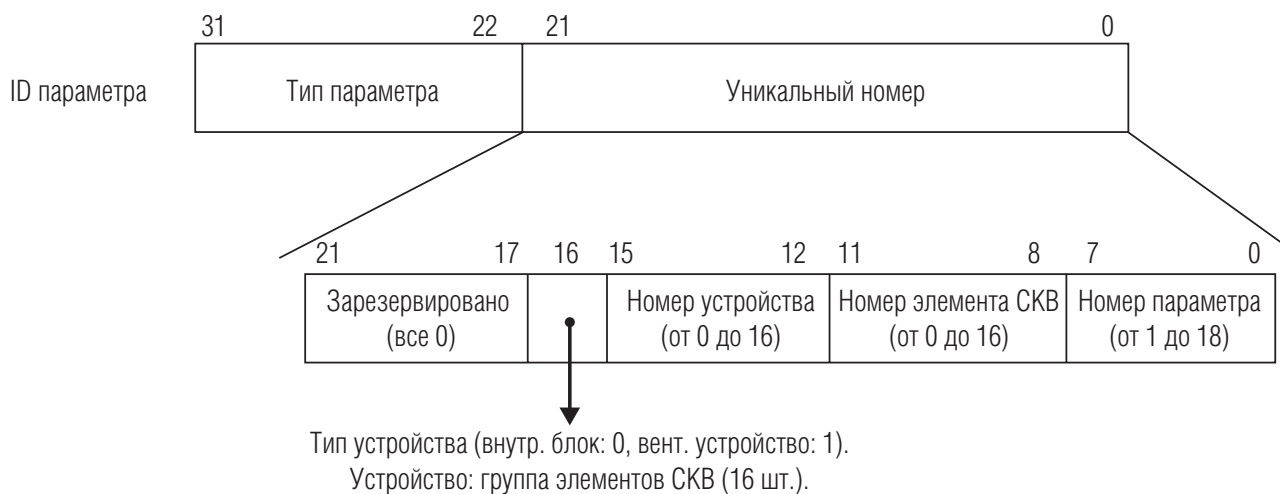 31 22 21 0
ID параметра Тип параметра Уникальный номер
21 17 16 15 12 11 8 7 0
Зарезервировано Номер устройства Номер элемента СКВ Номер параметра
(все 0) (от 0 до 16) (от 0 до 16) (от 1 до 18)
Тип устройства (внутр. блок: 0, вент. устройство: 1).
Устройство: группа элементов СКВ (16 шт.).